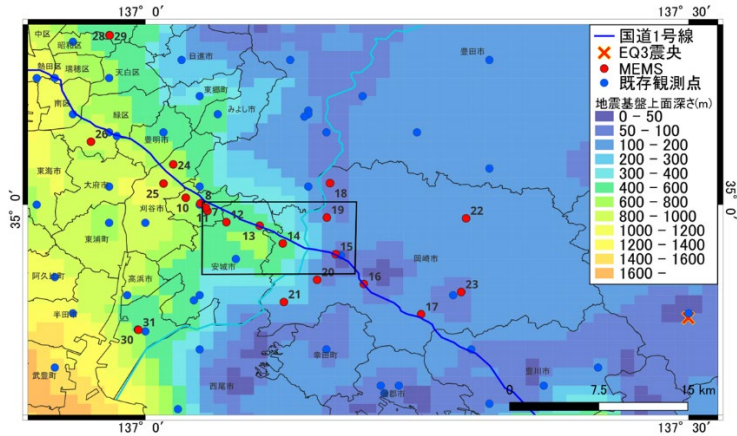 137° 0′
137° 30′
国道1号線
EQ3震央
MEMS
既存観測点
地震基盤上面深さ(m)
0 - 50
50 - 100
100 - 200
200 - 300
300 - 400
400 - 600
600 - 800
800 - 1000
1000 - 1200
1200 - 1400
1400 - 1600
1600 -
中区
28
29
昭和区
日進市
豊田市
熱田区
瑞穂区
天白区
東郷町
みよし市
南区
緑区
26
豊明市
24
東海市
大府市
25
18
35° 0′
35° 0′
刈谷市
10
8
7
11
12
13
14
19
22
東浦町
安城市
15
岡崎市
阿久比町
高浜市
20
16
23
21
17
半田市
31
30
幸田町
武豊町
西尾市
豊川市
0
7.5
15 km
137° 0′
137° 30′